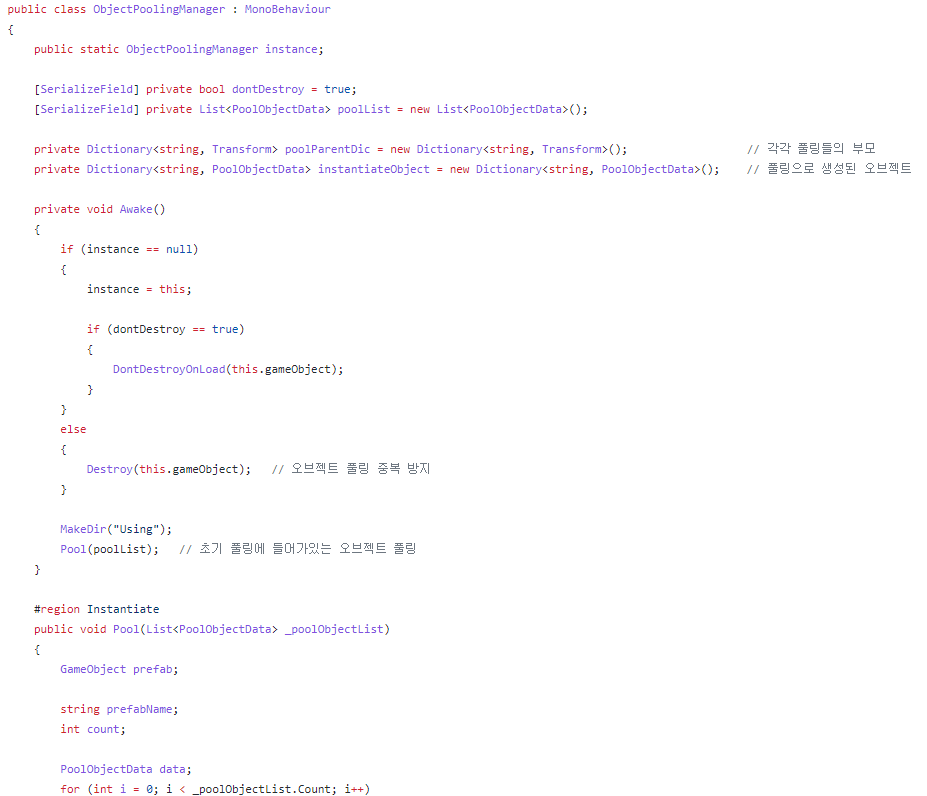 public class ObjectPoolingManager : MonoBehaviour
{
    public static ObjectPoolingManager instance;
    [SerializeField] private bool dontDestroy = true;
    [SerializeField] private List<PoolObjectData> poolList = new List<PoolObjectData>();
    private Dictionary<string, Transform> poolParentDic = new Dictionary<string, Transform>();                  // 각각 풀링들의 부모
    private Dictionary<string, PoolObjectData> instantiateObject = new Dictionary<string, PoolObjectData>();    // 풀링으로 생성된 오브젝트
    private void Awake()
    {
        if (instance == null)
        {
            instance = this;
            if (dontDestroy == true)
            {
                DontDestroyOnLoad(this.gameObject);
            }
        }
        else
        {
            Destroy(this.gameObject);   // 오브젝트 풀링 중복 방지
        }
        MakeDir("Using");
        Pool(poolList);   // 초기 풀링에 들어가있는 오브젝트 풀링
    }
    #region Instantiate
    public void Pool(List<PoolObjectData> _poolObjectList)
    {
        GameObject prefab;
        string prefabName;
        int count;
        PoolObjectData data;
        for (int i = 0; i < _poolObjectList.Count; i++)